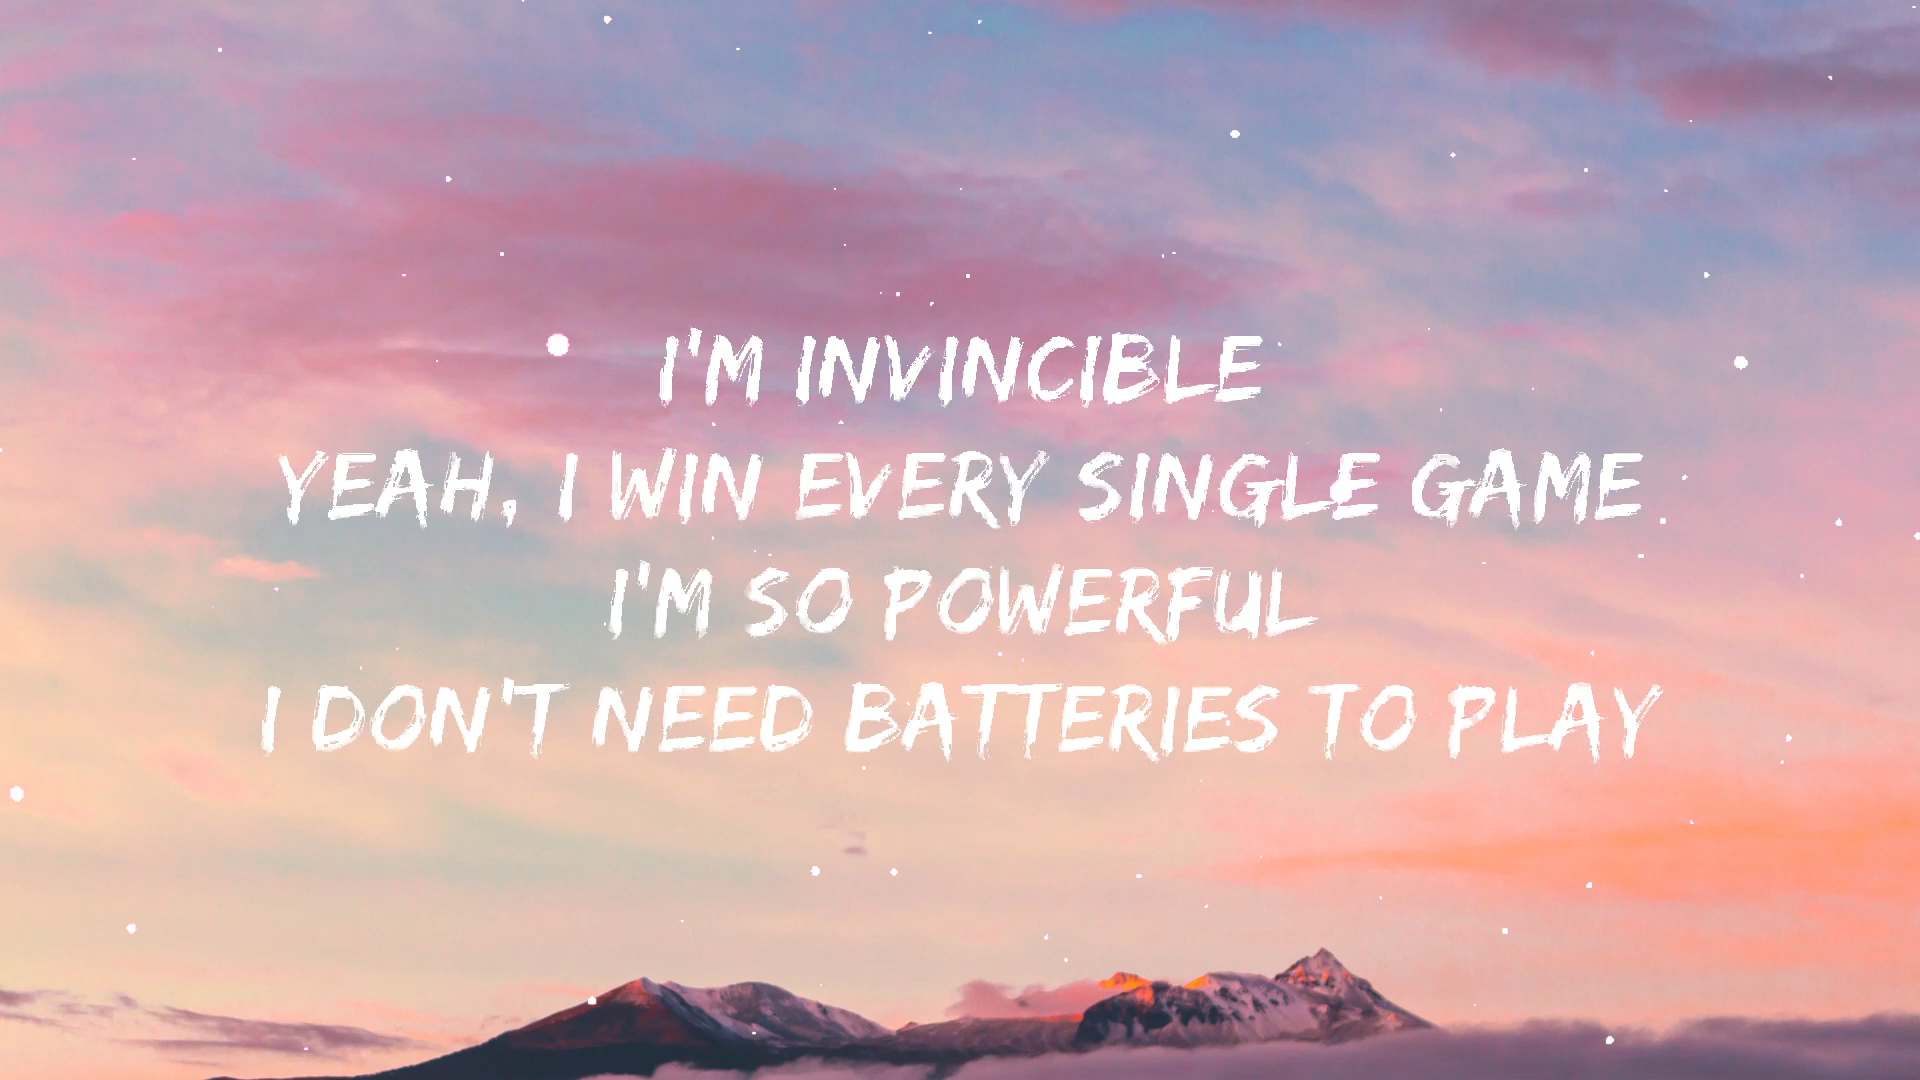 I'M INVINCIBLE
YEAH, I WIN EVERY SINGLE GAME
I'M SO POWERFUL
I DON'T NEED BATTERIES TO PLAY